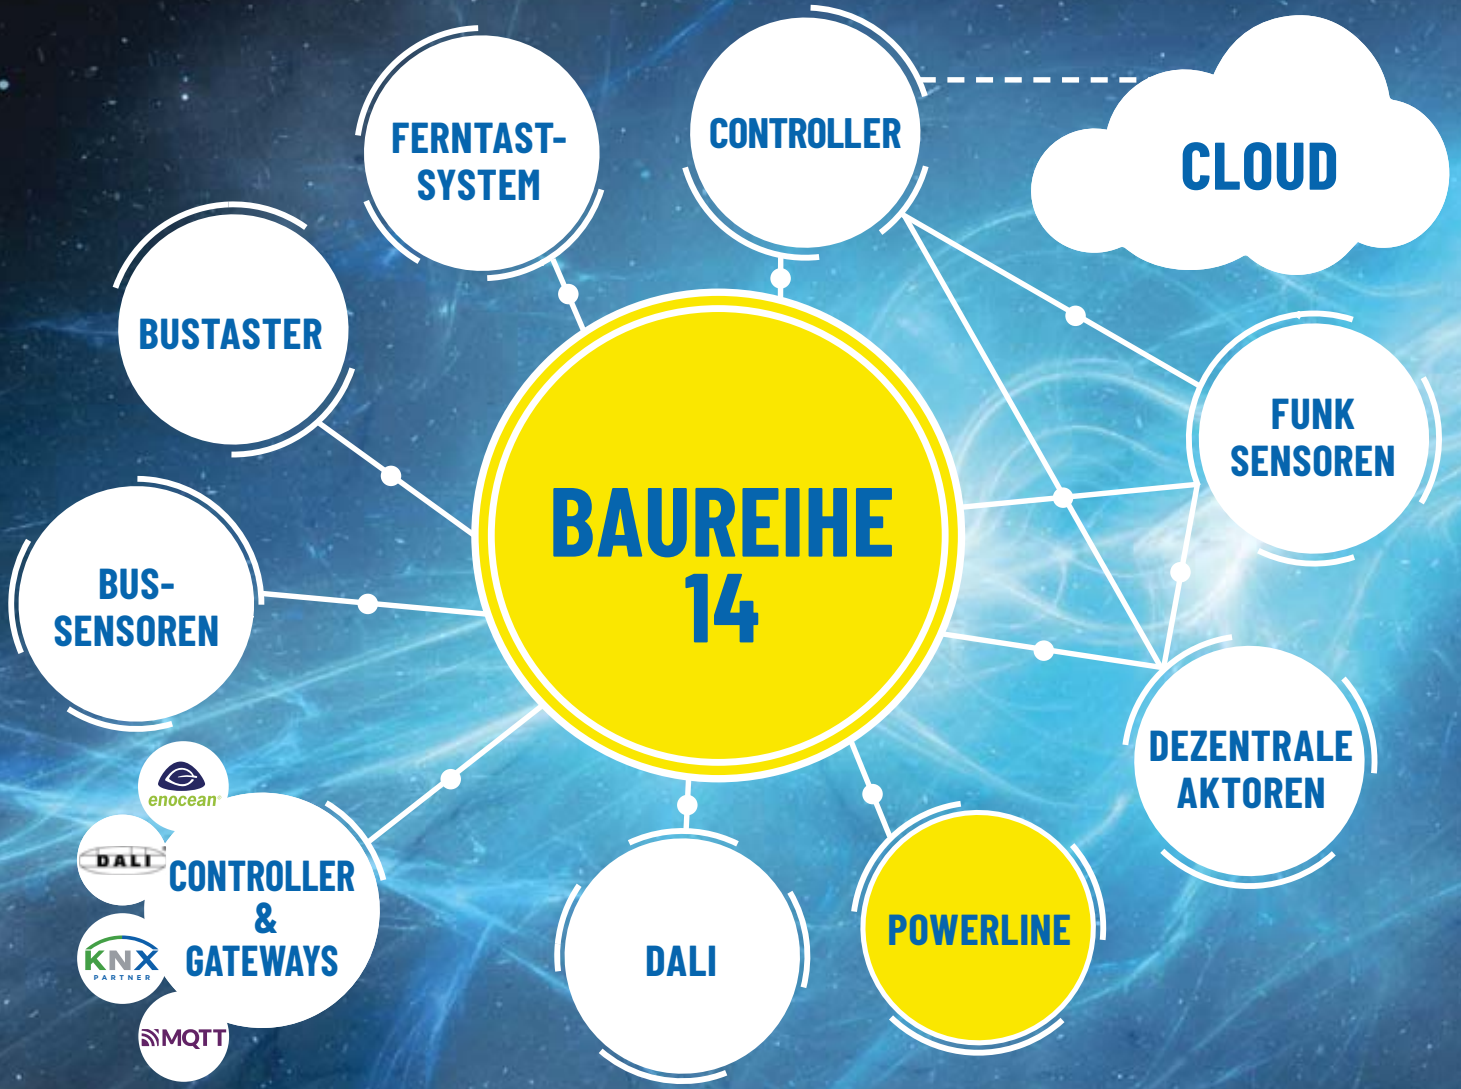 FERNTAST-
SYSTEM
CONTROLLER
CLOUD
BUSTASTER
FUNK
SENSOREN
BAUREIHE
14
BUS-
SENSOREN
DEZENTRALE
AKTOREN
enocean®
DALI
CONTROLLER
&
GATEWAYS
KNX
PARTNER
MQTT
DALI
POWERLINE